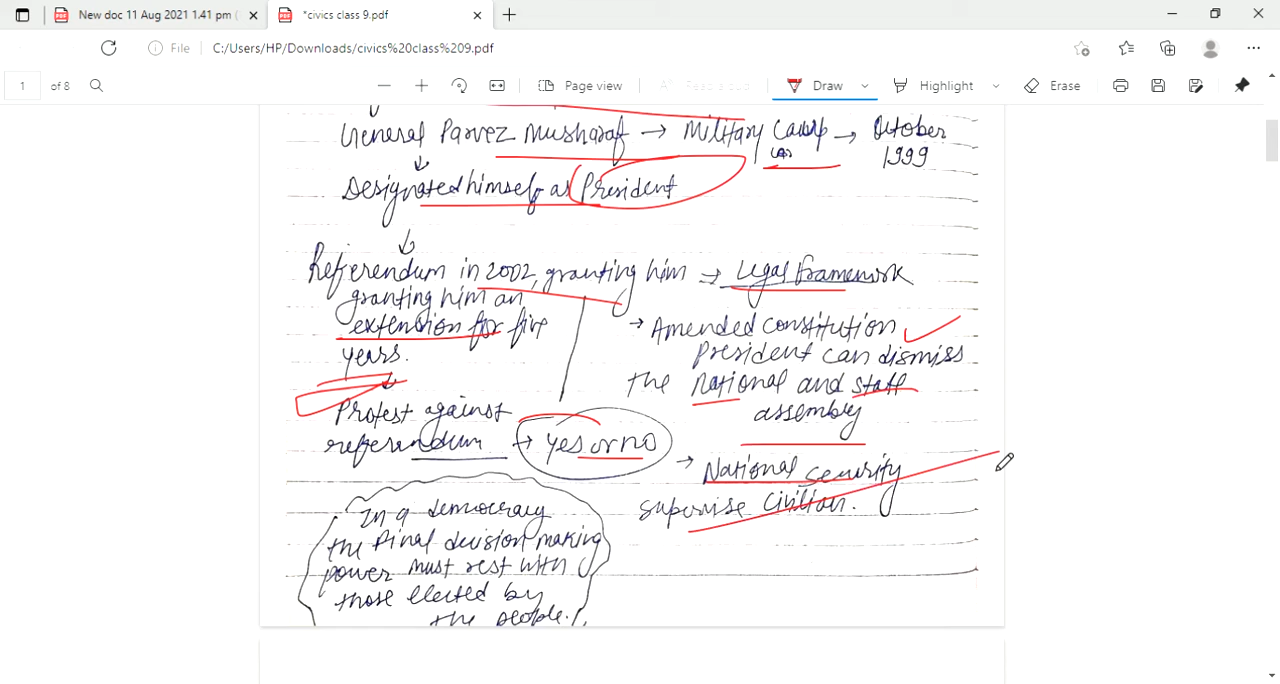 New doc 11 Aug 2021 1.41 pm (
*civics class 9.pdf
File
C:/Users/HP/Downloads/civics%20class%209.pdf
1 of 8
Page view
Draw
Highlight
Erase
General Parvez Musharaf → Military Coup → October
1999
Designated himself as President
Referendum in 2002, granting him → Legal Framework
granting him an
extension for five
years.
→ Amended constitution
President can dismiss
the National and state
assembly
Protest against
referendum → yes or no
→ National security
supervise civilian.
In a democracy
the final decision making
power must rest with
those elected by
the people.